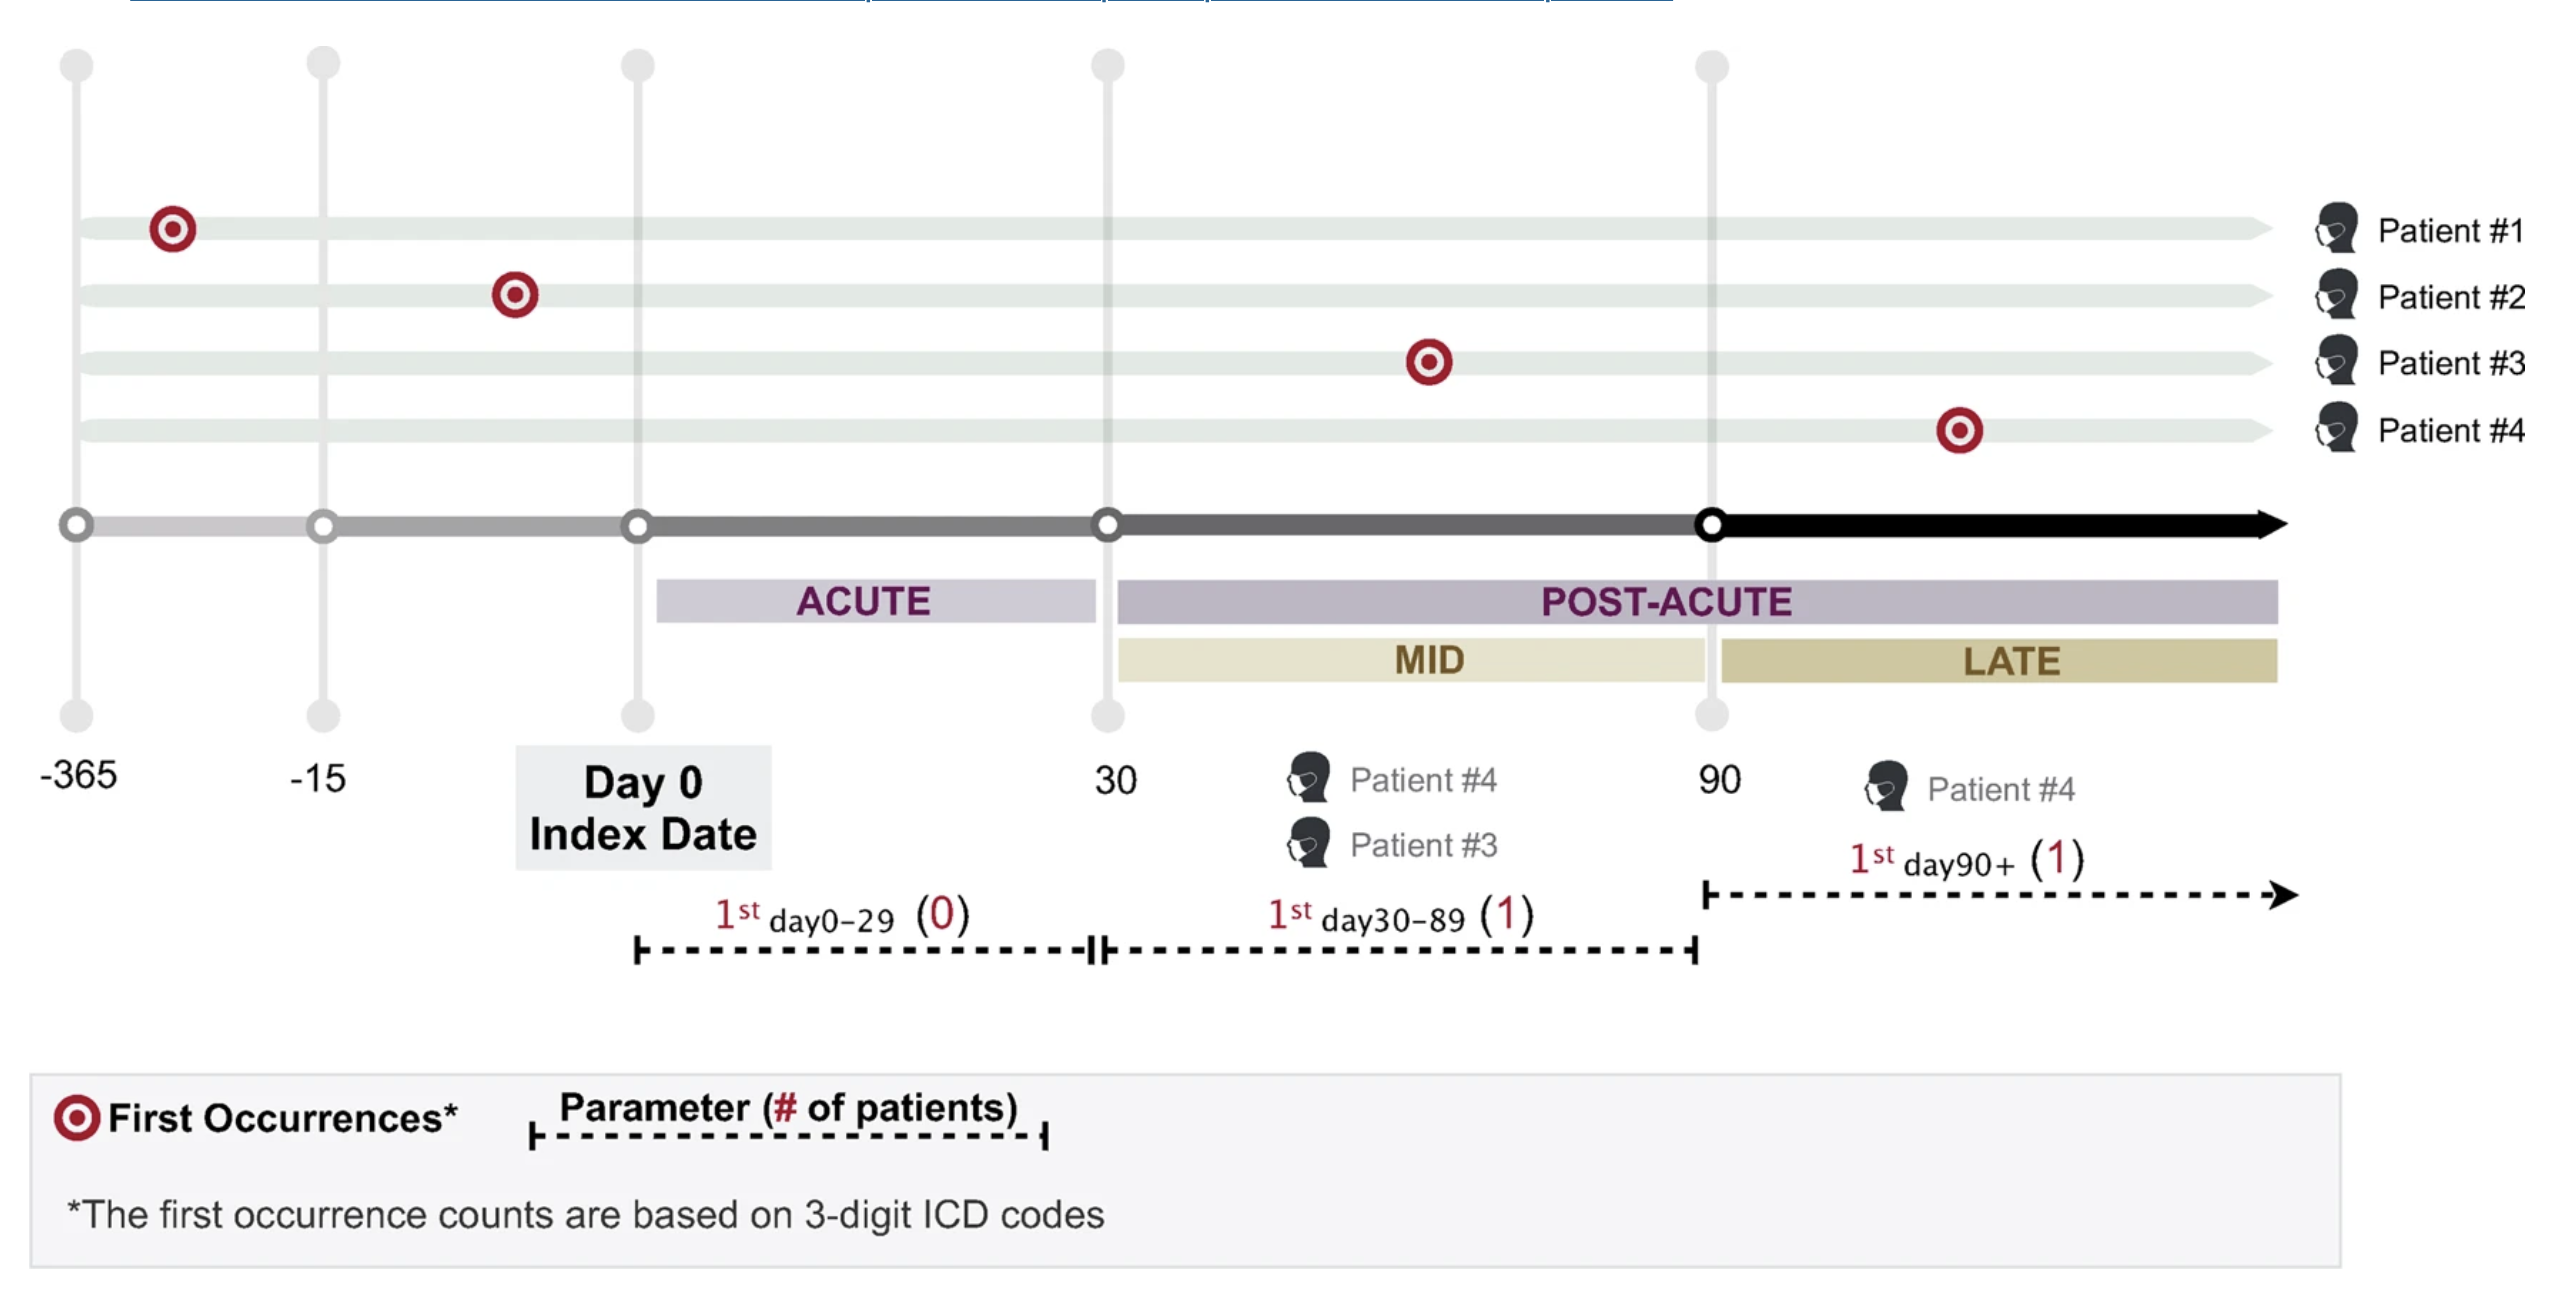 Patient #1
Patient #2
Patient #3
Patient #4
ACUTE
POST-ACUTE
MID
LATE
-365
-15
Day 0
Index Date
30
Patient #4
Patient #3
90
Patient #4
1st day0-29 (0)
1st day30-89 (1)
1st day90+ (1)
First Occurrences*
Parameter (# of patients)
*The first occurrence counts are based on 3-digit ICD codes